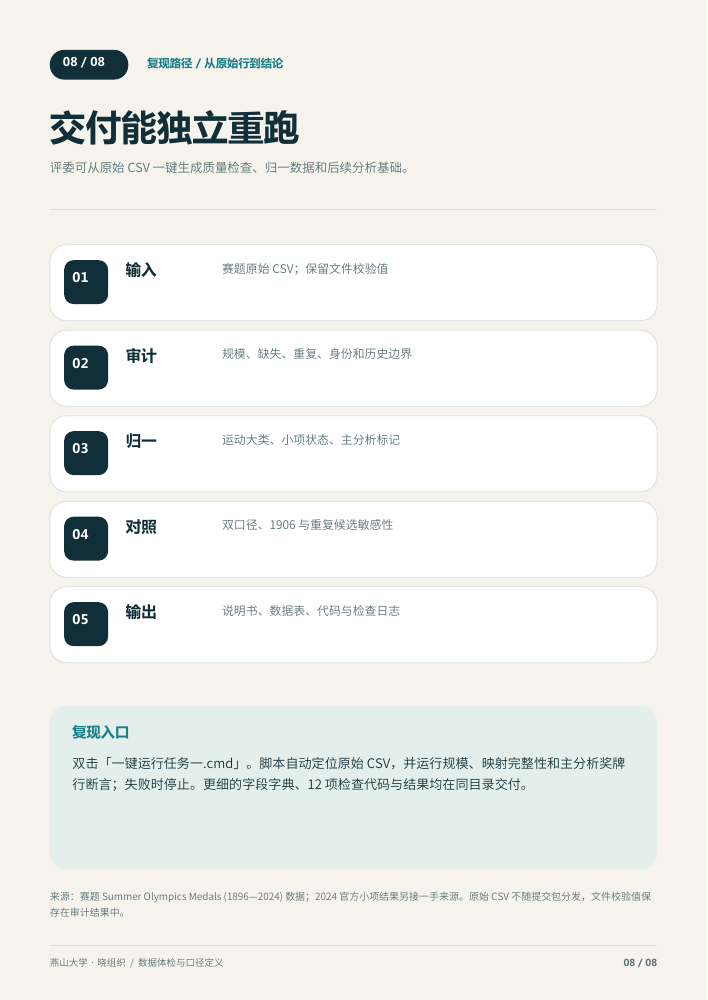 08 / 08
复现路径 / 从原始行到结论
交付能独立重跑
评委可从原始 CSV 一键生成质量检查、归一数据和后续分析基础。
01
输入
赛题原始 CSV；保留文件校验值
02
审计
规模、缺失、重复、身份和历史边界
03
归一
运动大类、小项状态、主分析标记
04
对照
双口径、1906 与重复候选敏感性
05
输出
说明书、数据表、代码与检查日志
复现入口
双击「一键运行任务一.cmd」。脚本自动定位原始 CSV，并运行规模、映射完整性和主分析奖牌
行断言；失败时停止。更细的字段字典、12 项检查代码与结果均在同目录交付。
来源：赛题 Summer Olympics Medals (1896—2024) 数据；2024 官方小项结果另接一手来源。原始 CSV 不随提交包分发，文件校验值保
存在审计结果中。
燕山大学 · 晓组织 / 数据体检与口径定义
08 / 08